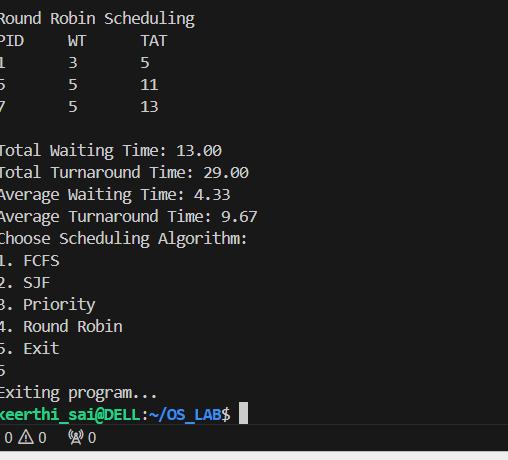 Round Robin Scheduling
PID WT TAT
1 3 5
5 5 11
7 5 13
Total Waiting Time: 13.00
Total Turnaround Time: 29.00
Average Waiting Time: 4.33
Average Turnaround Time: 9.67
Choose Scheduling Algorithm:
1. FCFS
2. SJF
3. Priority
4. Round Robin
5. Exit
5
Exiting program...
keerthi_sai@DELL:~/OS_LAB$
0 0 0